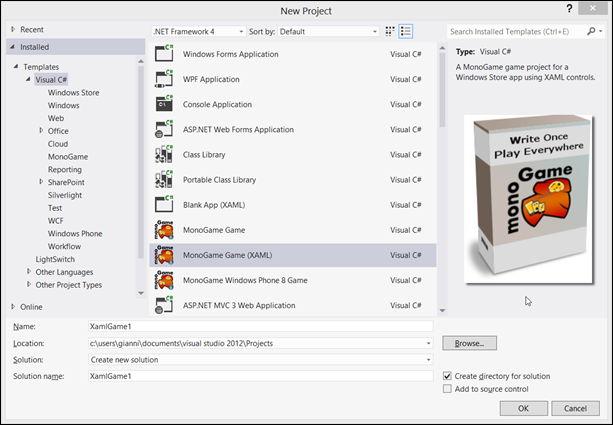 New Project
? ×
Recent
Installed
Templates
Visual C#
Windows Store
Windows
Web
Office
Cloud
MonoGame
Reporting
SharePoint
Silverlight
Test
WCF
Windows Phone
Workflow
LightSwitch
Other Languages
Other Project Types
Online
.NET Framework 4 Sort by: Default
Windows Forms Application Visual C#
WPF Application Visual C#
Console Application Visual C#
ASP.NET Web Forms Application Visual C#
Class Library Visual C#
Portable Class Library Visual C#
Blank App (XAML) Visual C#
MonoGame Game Visual C#
MonoGame Game (XAML) Visual C#
MonoGame Windows Phone 8 Game Visual C#
ASP.NET MVC 3 Web Application Visual C#
Search Installed Templates (Ctrl+E)
Type: Visual C#
A MonoGame game project for a
Windows Store app using XAML controls.
Write Once
Play Everywhere
monoGame
Name: XamlGame1
Location: c:\users\gianni\documents\visual studio 2012\Projects
Browse...
Solution: Create new solution
Solution name: XamlGame1
Create directory for solution
Add to source control
OK Cancel